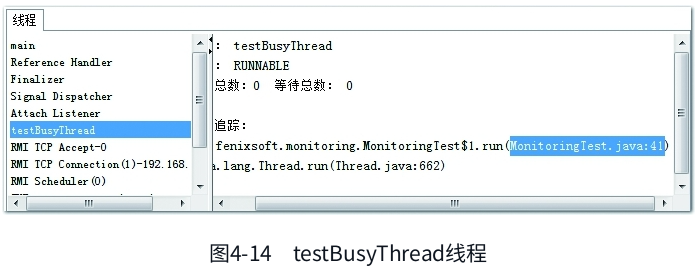 线程
main
Reference Handler
Finalizer
Signal Dispatcher
Attach Listener
testBusyThread
RMI TCP Accept-0
RMI TCP Connection(1)-192.168.
RMI Scheduler(0)
: testBusyThread
: RUNNABLE
总数: 0 等待总数: 0
追踪:
fenixsoft.monitoring.MonitoringTest$1.run(MonitoringTest.java:41)
a.lang.Thread.run(Thread.java:662)
图4-14 testBusyThread线程